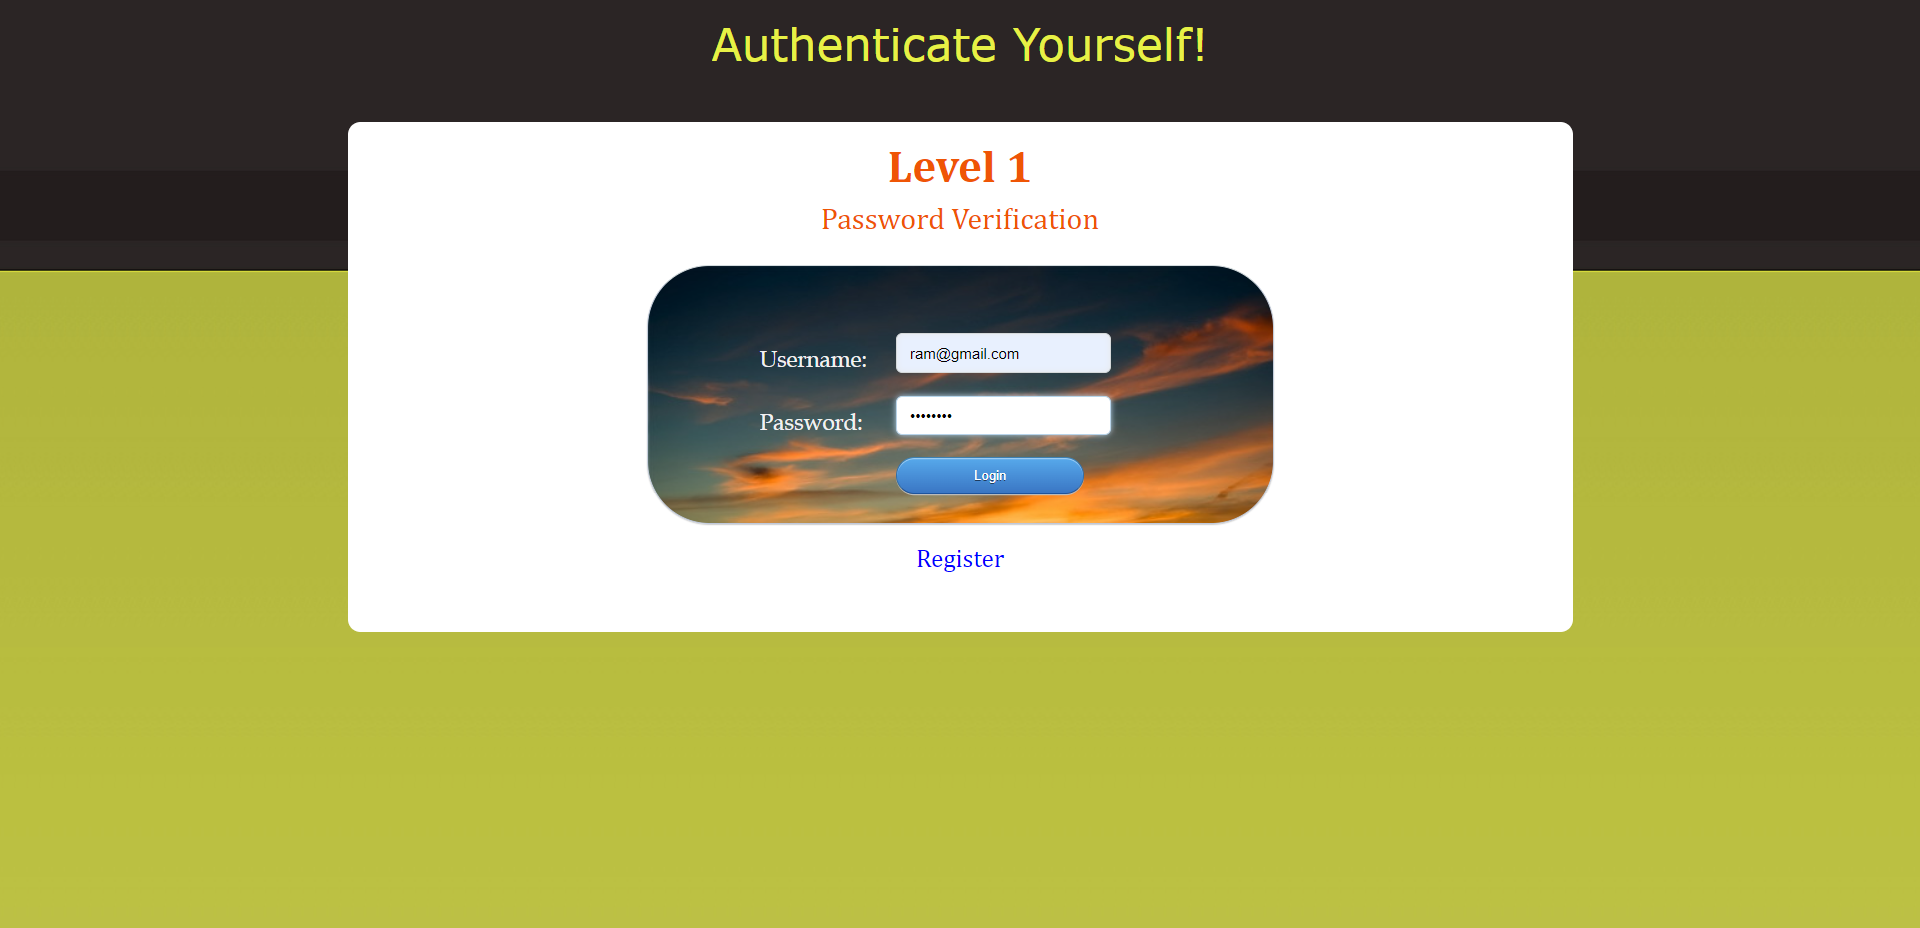 Authenticate Yourself!
Level 1
Password Verification
Username: ram@gmail.com
Password: ••••••••
Login
Register